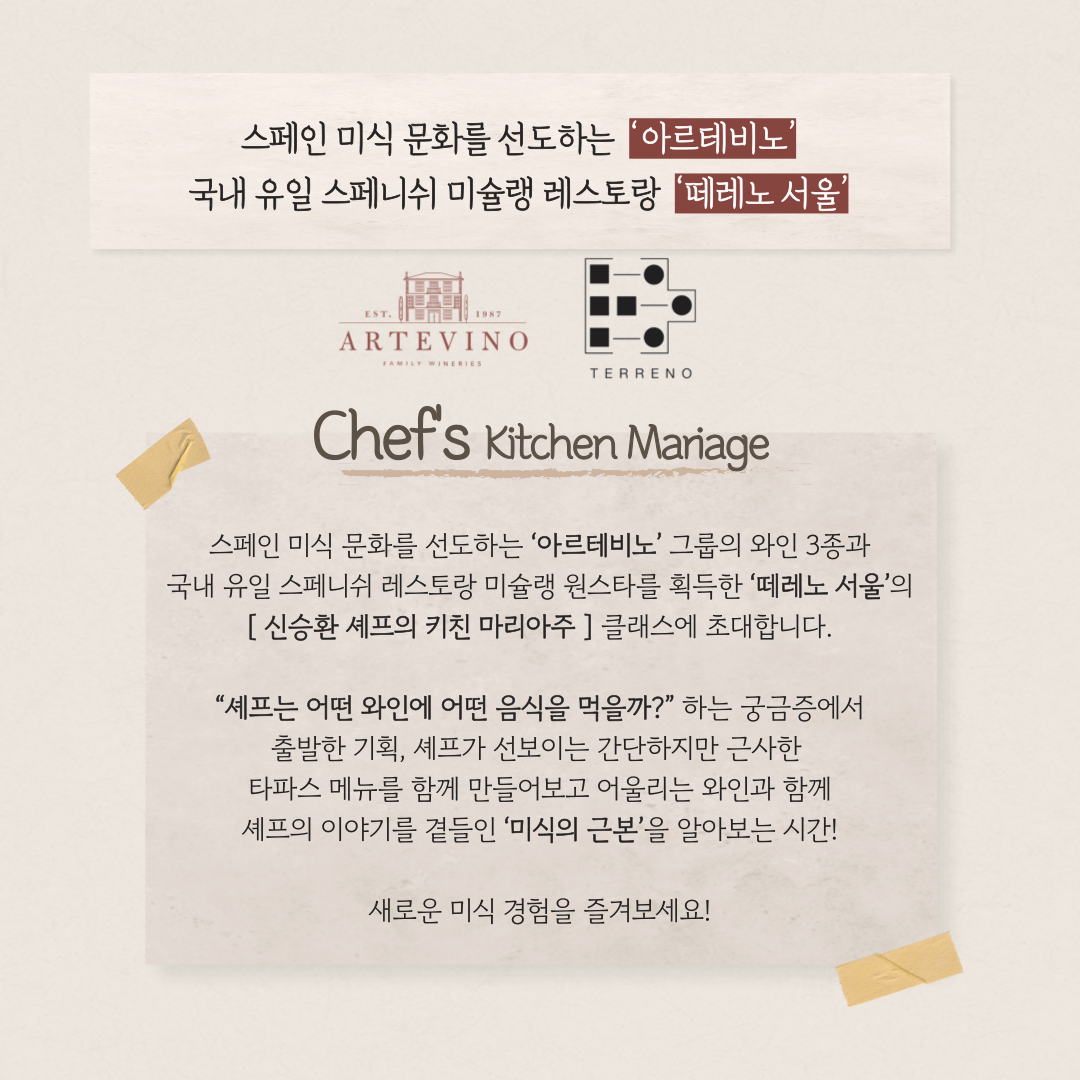 스페인 미식 문화를 선도하는 ‘아르테비노’
국내 유일 스페니쉬 미슐랭 레스토랑 ‘떼레노 서울’
EST. 1987
ARTEVINO
FAMILY WINERIES
TERRENO
Chef's Kitchen Mariage
스페인 미식 문화를 선도하는 ‘아르테비노’ 그룹의 와인 3종과
국내 유일 스페니쉬 레스토랑 미슐랭 원스타를 획득한 ‘떼레노 서울’의
[ 신승환 셰프의 키친 마리아주 ] 클래스에 초대합니다.
“셰프는 어떤 와인에 어떤 음식을 먹을까?” 하는 궁금증에서
출발한 기획, 셰프가 선보이는 간단하지만 근사한
타파스 메뉴를 함께 만들어보고 어울리는 와인과 함께
셰프의 이야기를 곁들인 ‘미식의 근본’을 알아보는 시간!
새로운 미식 경험을 즐겨보세요!